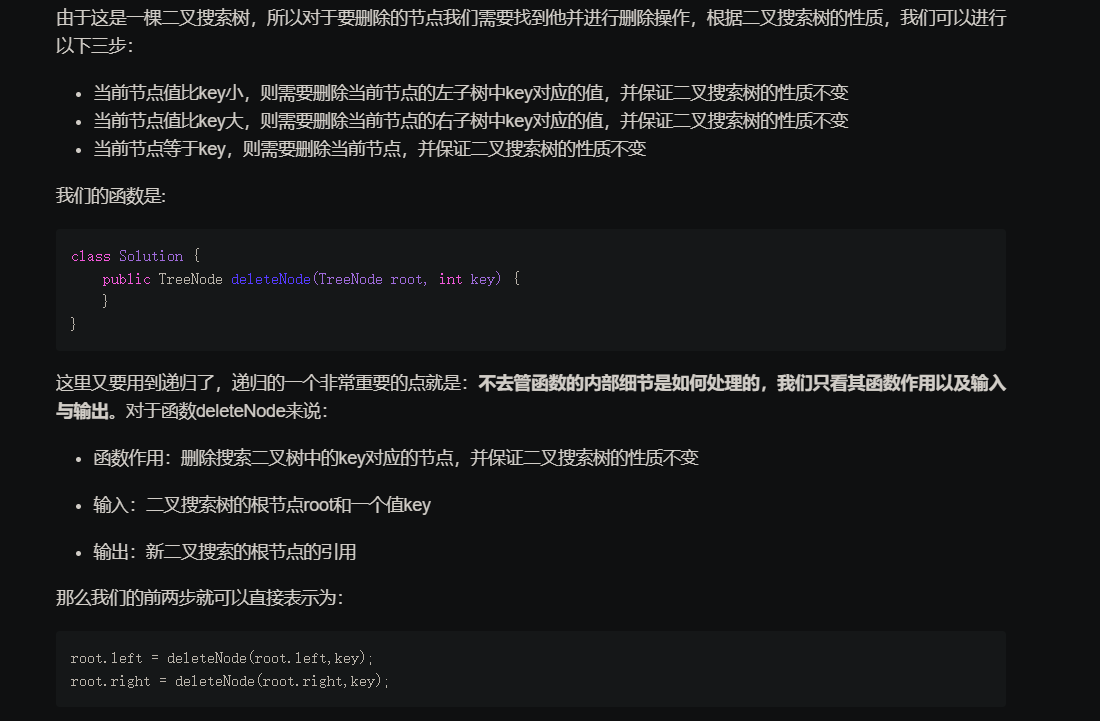 由于这是一棵二叉搜索树，所以对于要删除的节点我们需要找到他并进行删除操作，根据二叉搜索树的性质，我们可以进行
以下三步：
• 当前节点值比key小，则需要删除当前节点的左子树中key对应的值，并保证二叉搜索树的性质不变
• 当前节点值比key大，则需要删除当前节点的右子树中key对应的值，并保证二叉搜索树的性质不变
• 当前节点等于key，则需要删除当前节点，并保证二叉搜索树的性质不变
我们的函数是:
class Solution {
    public TreeNode deleteNode(TreeNode root, int key) {
    }
}
这里又要用到递归了，递归的一个非常重要的点就是：不去管函数的内部细节是如何处理的，我们只看其函数作用以及输入
与输出。对于函数deleteNode来说：
• 函数作用：删除搜索二叉树中的key对应的节点，并保证二叉搜索树的性质不变
• 输入：二叉搜索树的根节点root和一个值key
• 输出：新二叉搜索的根节点的引用
那么我们的前两步就可以直接表示为：
root.left = deleteNode(root.left,key);
root.right = deleteNode(root.right,key);